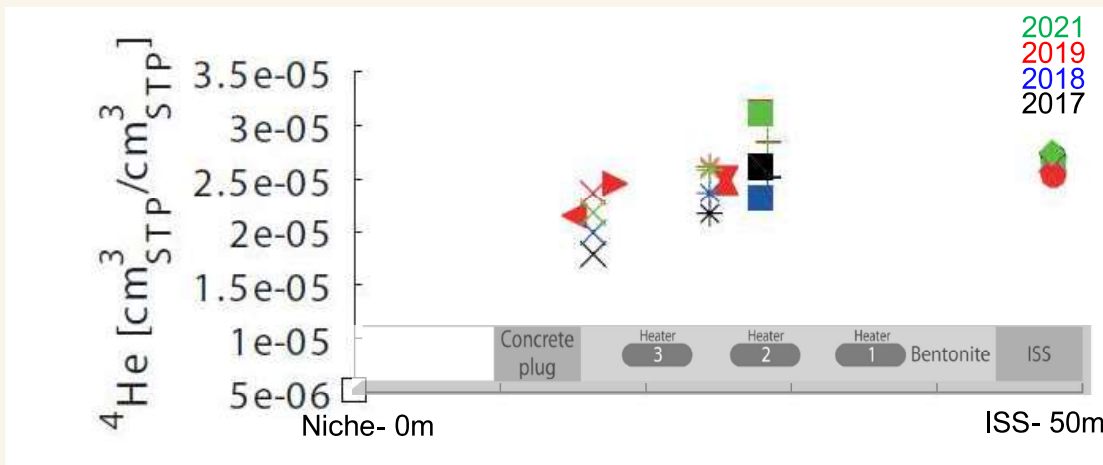 2021
2019
2018
2017
4He [cm3STP/cm3STP]
3.5e-05
3e-05
2.5e-05
2e-05
1.5e-05
1e-05
5e-06
Concrete
plug
Heater
3
Heater
2
Heater
1
Bentonite
ISS
Niche- 0m
ISS- 50m